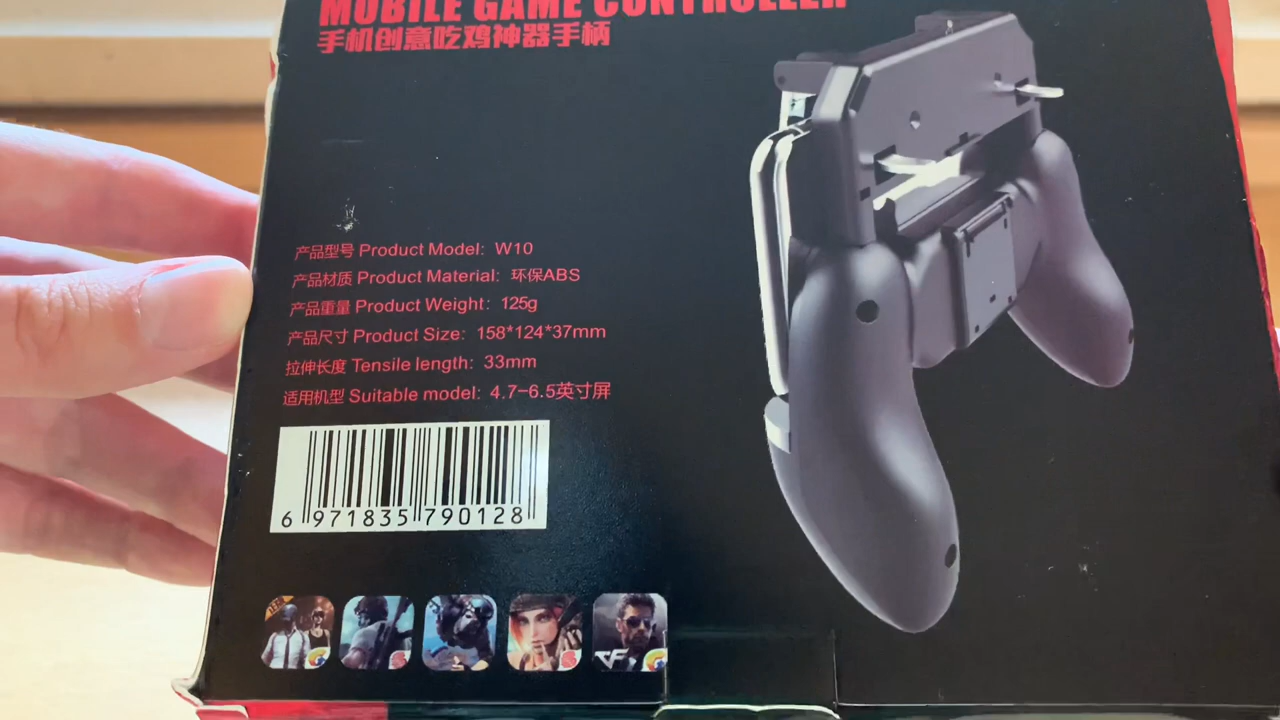 MOBILE GAME CONTROLLER
手机创意吃鸡神器手柄
产品型号 Product Model: W10
产品材质 Product Material: 环保ABS
产品重量 Product Weight: 125g
产品尺寸 Product Size: 158*124*37mm
拉伸长度 Tensile length: 33mm
适用机型 Suitable model: 4.7-6.5英寸屏
6 971835 790128
CF